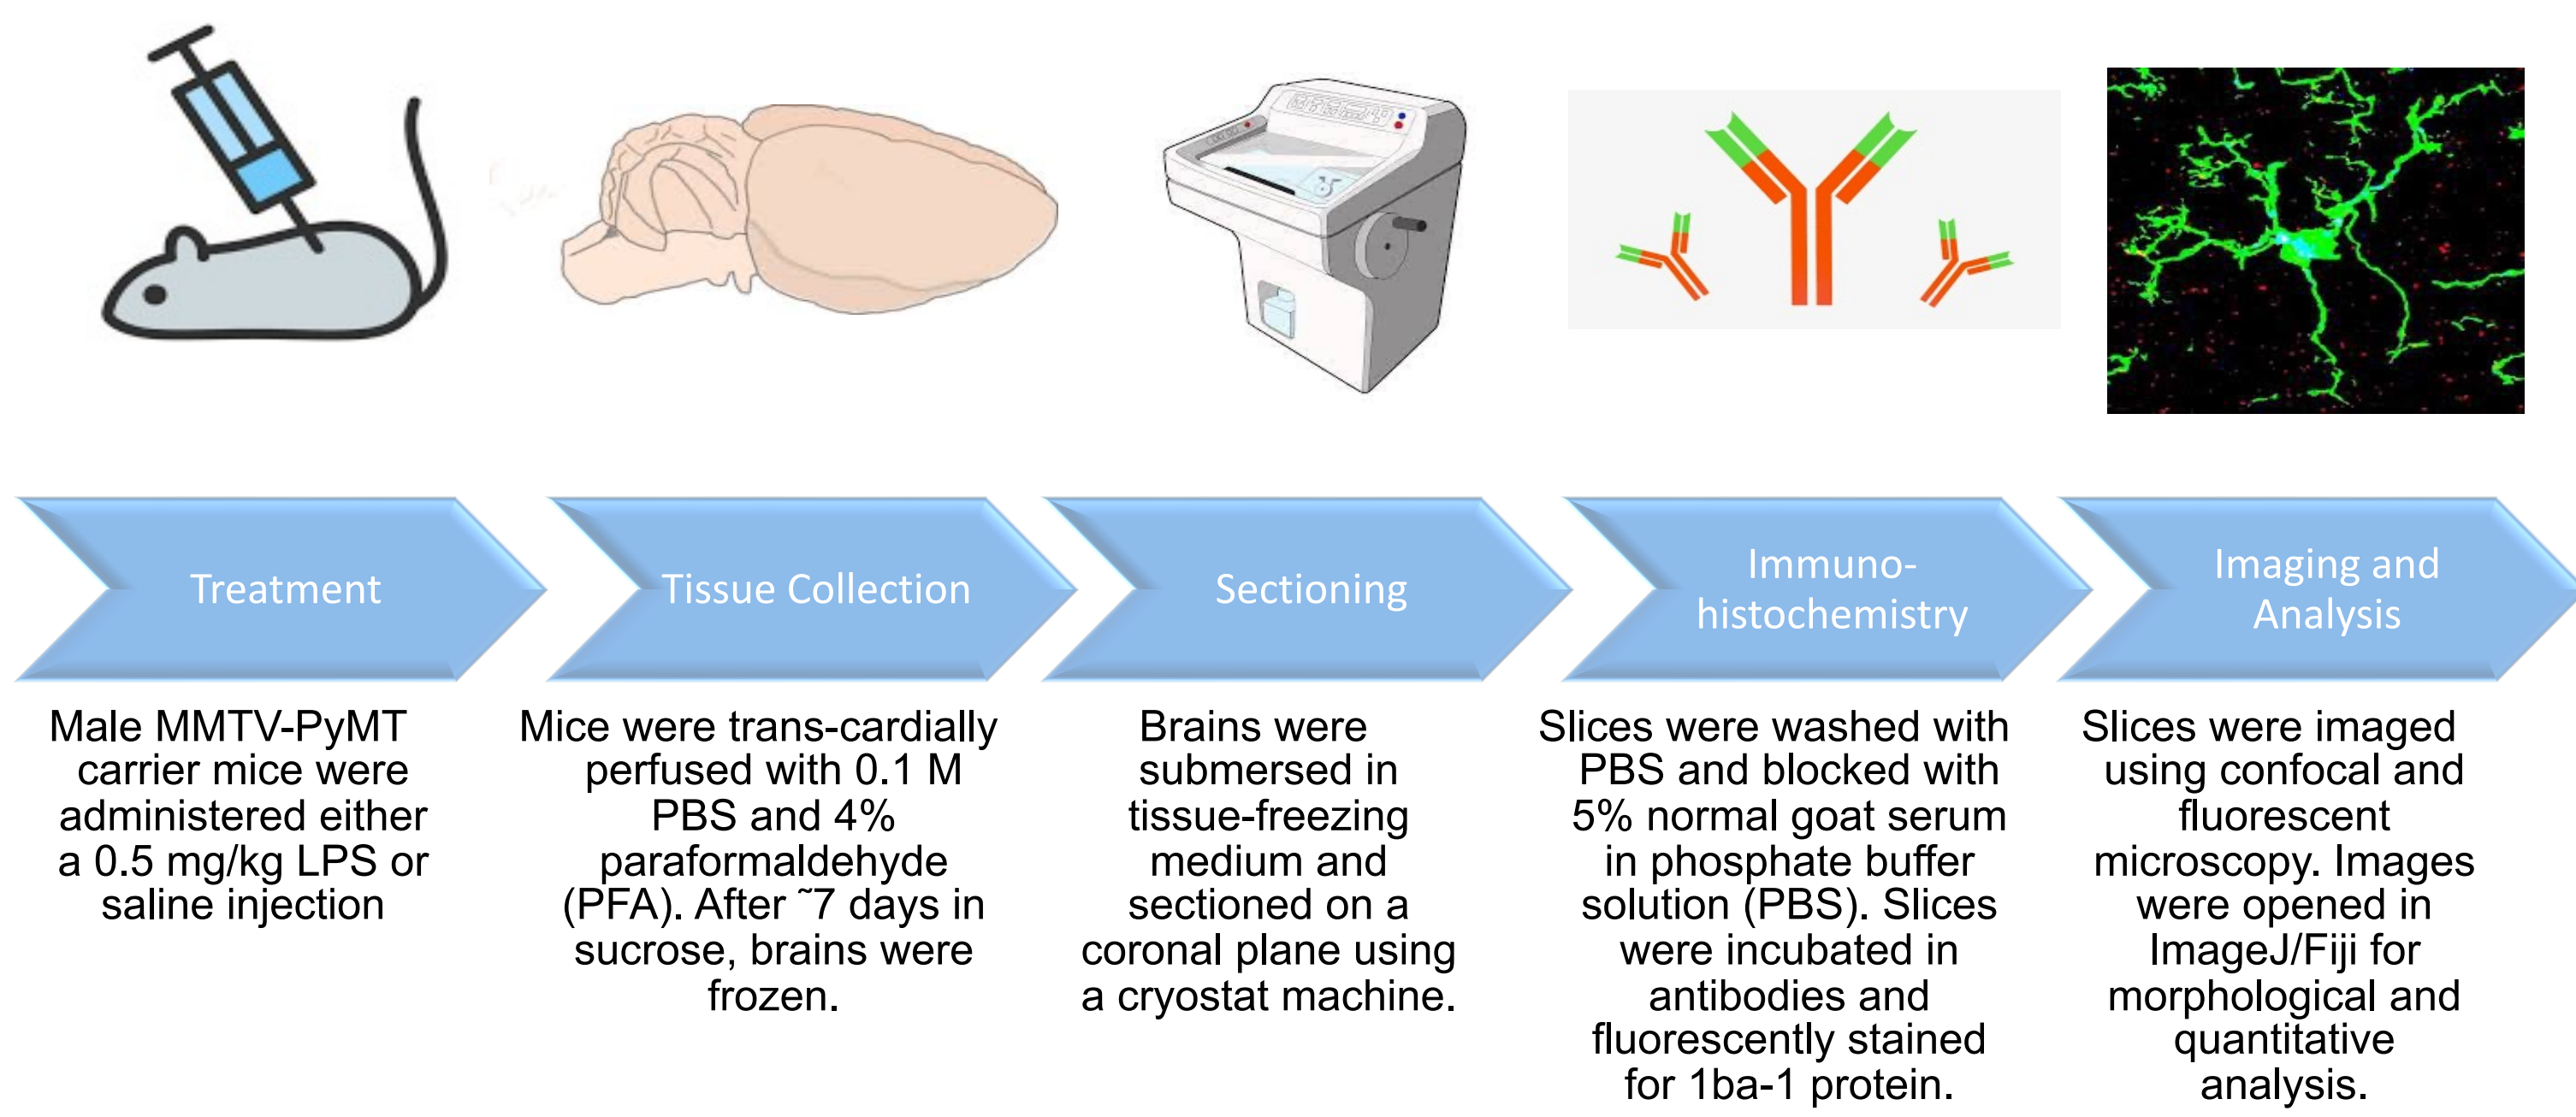 Treatment
Male MMTV-PyMT
carrier mice were
administered either
a 0.5 mg/kg LPS or
saline injection
Tissue Collection
Mice were trans-cardially
perfused with 0.1 M
PBS and 4%
paraformaldehyde
(PFA). After ~7 days in
sucrose, brains were
frozen.
Sectioning
Brains were
submersed in
tissue-freezing
medium and
sectioned on a
coronal plane using
a cryostat machine.
Immuno-
histochemistry
Slices were washed with
PBS and blocked with
5% normal goat serum
in phosphate buffer
solution (PBS). Slices
were incubated in
antibodies and
fluorescently stained
for 1ba-1 protein.
Imaging and
Analysis
Slices were imaged
using confocal and
fluorescent
microscopy. Images
were opened in
ImageJ/Fiji for
morphological and
quantitative
analysis.